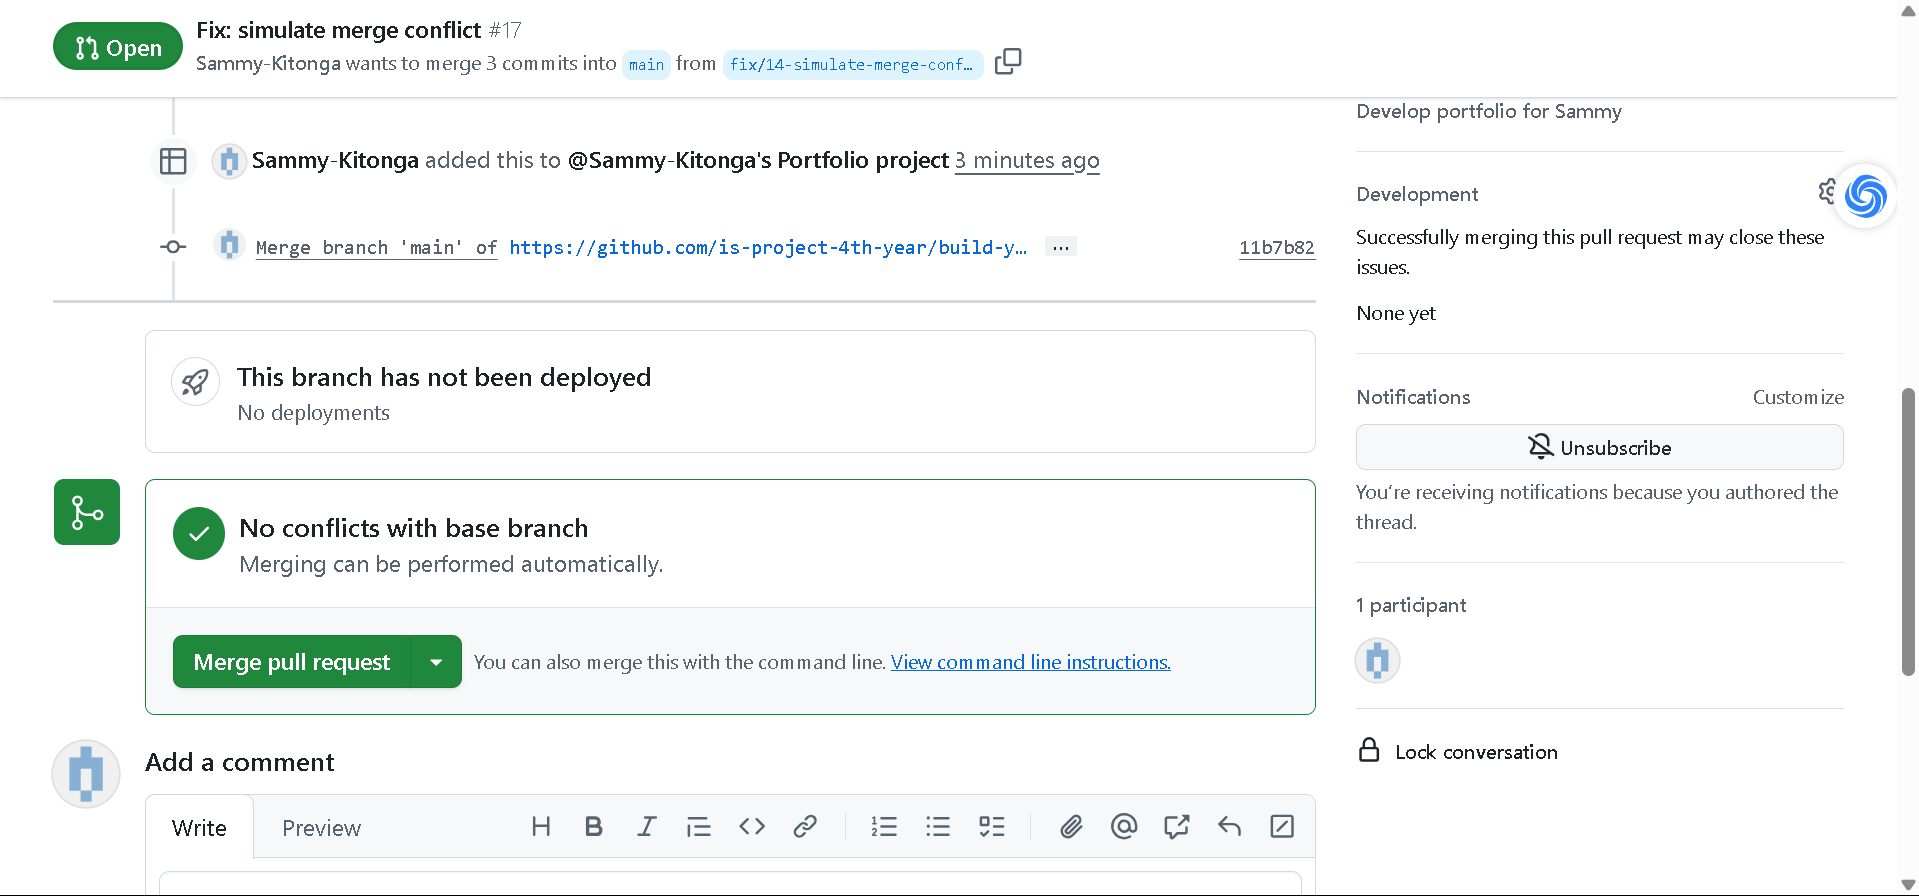 Open
Fix: simulate merge conflict #17
Sammy-Kitonga wants to merge 3 commits into main from fix/14-simulate-merge-conf…
Sammy-Kitonga added this to @Sammy-Kitonga's Portfolio project 3 minutes ago
Merge branch 'main' of https://github.com/is-project-4th-year/build-y… … 11b7b82
This branch has not been deployed
No deployments
No conflicts with base branch
Merging can be performed automatically.
Merge pull request
You can also merge this with the command line. View command line instructions.
Add a comment
Write
Preview
Develop portfolio for Sammy
Development
Successfully merging this pull request may close these
issues.
None yet
Notifications
Customize
Unsubscribe
You're receiving notifications because you authored the
thread.
1 participant
Lock conversation